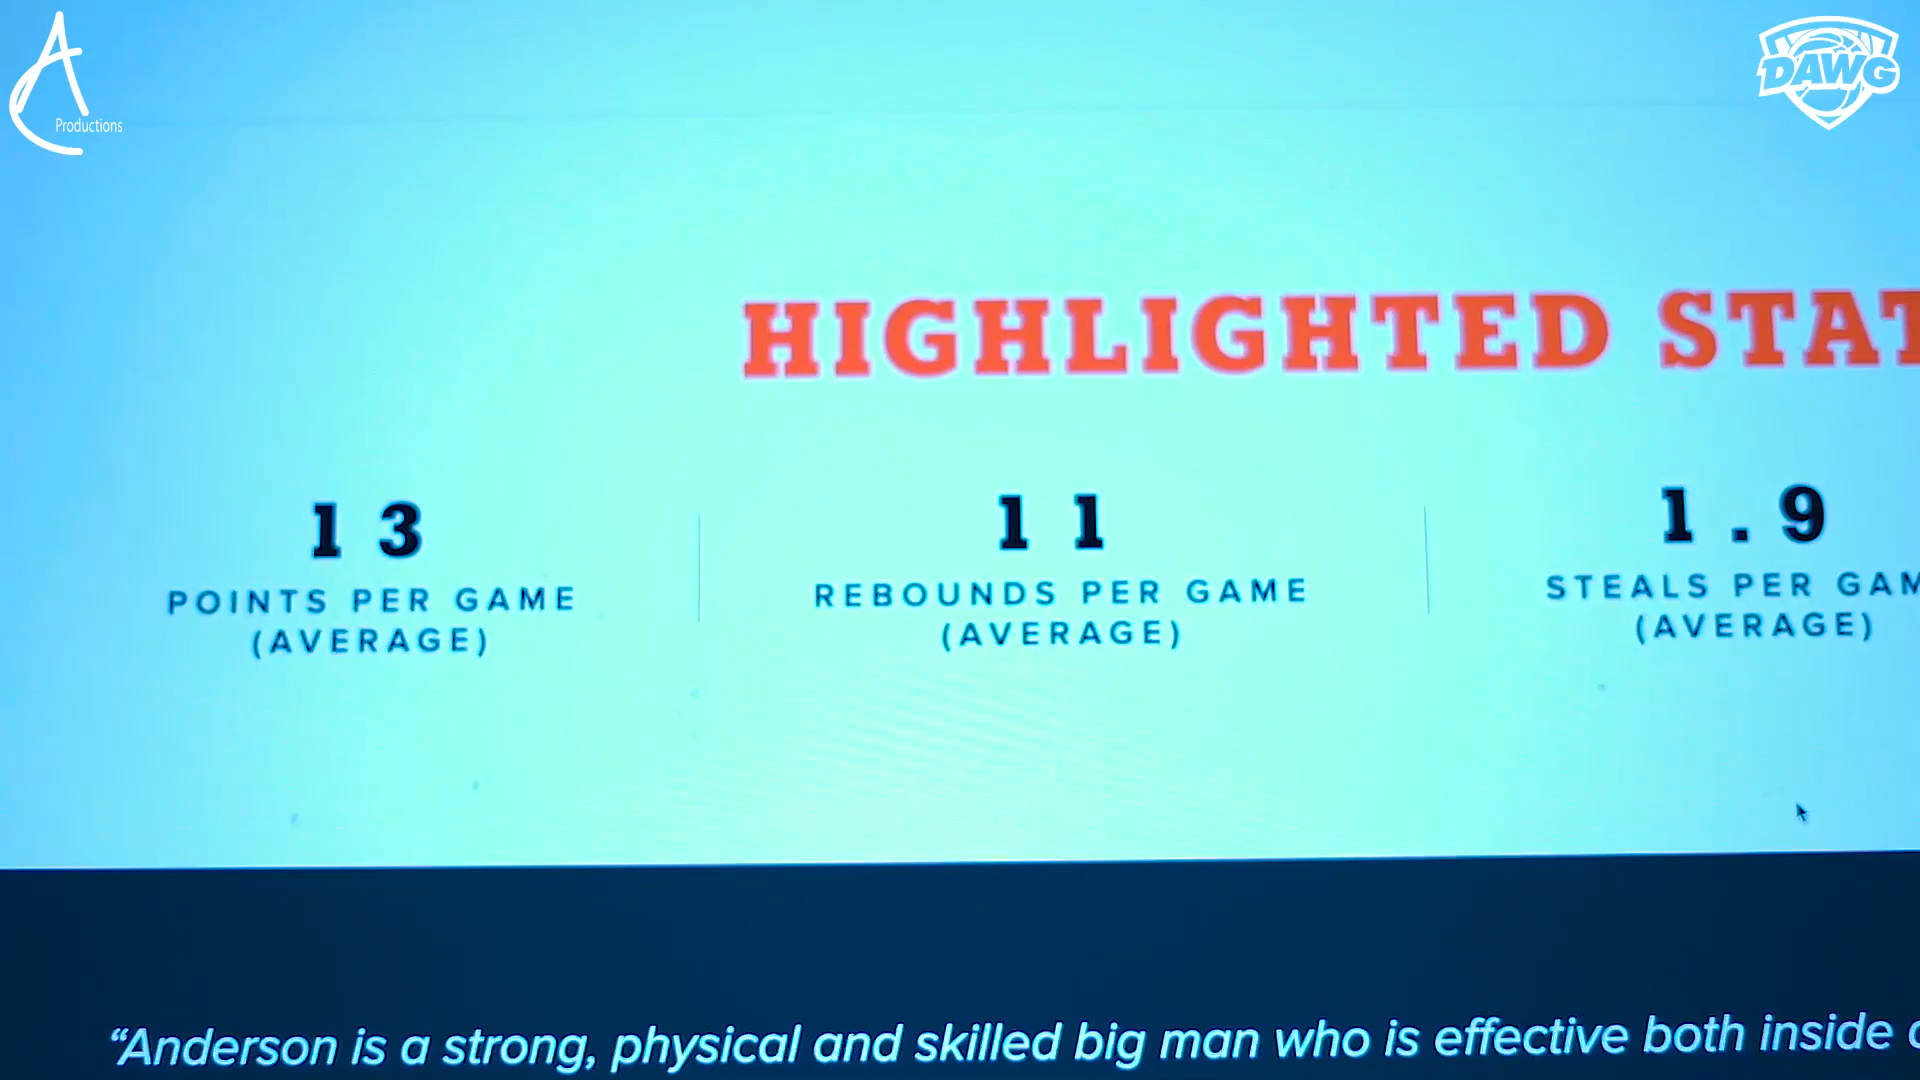 AC
Productions
DAWG
HIGHLIGHTED STAT
13
POINTS PER GAME
(AVERAGE)
11
REBOUNDS PER GAME
(AVERAGE)
1.9
STEALS PER GAM
(AVERAGE)
“Anderson is a strong, physical and skilled big man who is effective both inside